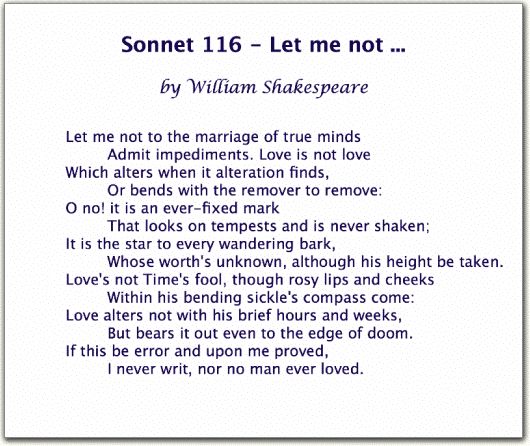 Sonnet 116 - Let me not ...
by William Shakespeare
Let me not to the marriage of true minds
Admit impediments. Love is not love
Which alters when it alteration finds,
Or bends with the remover to remove:
O no! it is an ever-fixed mark
That looks on tempests and is never shaken;
It is the star to every wandering bark,
Whose worth's unknown, although his height be taken.
Love's not Time's fool, though rosy lips and cheeks
Within his bending sickle's compass come:
Love alters not with his brief hours and weeks,
But bears it out even to the edge of doom.
If this be error and upon me proved,
I never writ, nor no man ever loved.